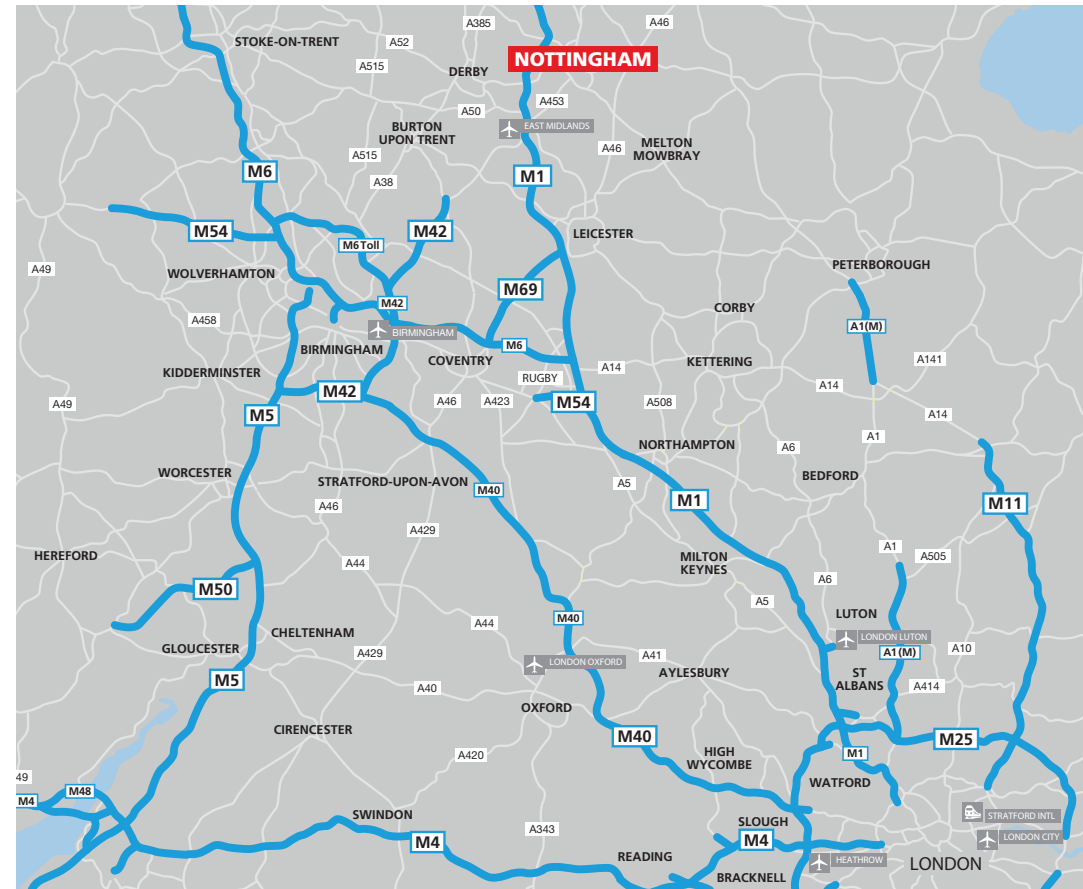 A385
A46
STOKE-ON-TRENT
A52
NOTTINGHAM
A515
DERBY
A453
A50
EAST MIDLANDS
BURTON
UPON TRENT
MELTON
MOWBRAY
A46
A515
M6
M1
A38
M54
M6 Toll
M42
LEICESTER
A49
WOLVERHAMTON
PETERBOROUGH
M69
M42
CORBY
A458
A1(M)
BIRMINGHAM
BIRMINGHAM
M6
COVENTRY
KETTERING
A141
KIDDERMINSTER
A14
RUGBY
A14
M42
A49
A46
A423
M54
A508
A14
M5
A1
NORTHAMPTON
A6
WORCESTER
STRATFORD-UPON-AVON
BEDFORD
M40
A5
M1
M11
A46
A429
HEREFORD
A1
A505
A44
MILTON
KEYNES
A6
M50
A5
M40
LUTON
A44
CHELTENHAM
LONDON LUTON
GLOUCESTER
A429
A41
A1(M)
A10
LONDON OXFORD
AYLESBURY
ST
ALBANS
M5
A40
A414
OXFORD
CIRENCESTER
M40
M25
A420
HIGH
WYCOMBE
M1
49
WATFORD
M48
M4
SWINDON
STRATFORD INTL
SLOUGH
A343
M4
M4
LONDON CITY
READING
HEATHROW
LONDON
BRACKNELL